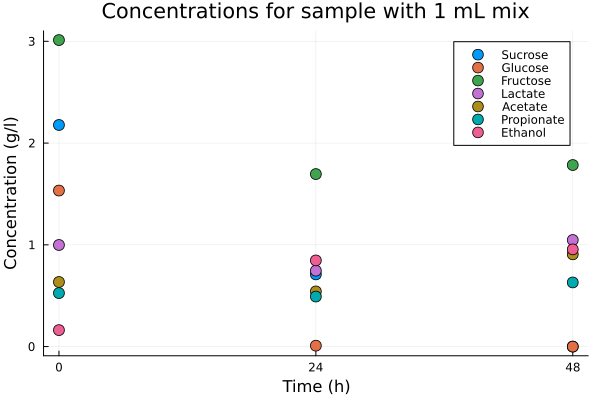 Concentrations for sample with 1 mL mix
Concentration (g/l)
3
2
1
0
Sucrose
Glucose
Fructose
Lactate
Acetate
Propionate
Ethanol
0
24
48
Time (h)